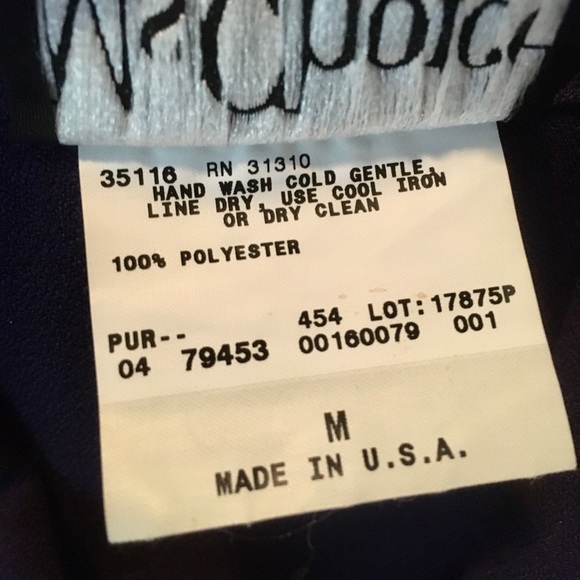 35116 RN 31310
HAND WASH COLD GENTLE,
LINE DRY, USE COOL IRON
OR DRY CLEAN
100% POLYESTER
PUR-- 454 LOT:17875P
04 79453 00160079 001
M
MADE IN U.S.A.